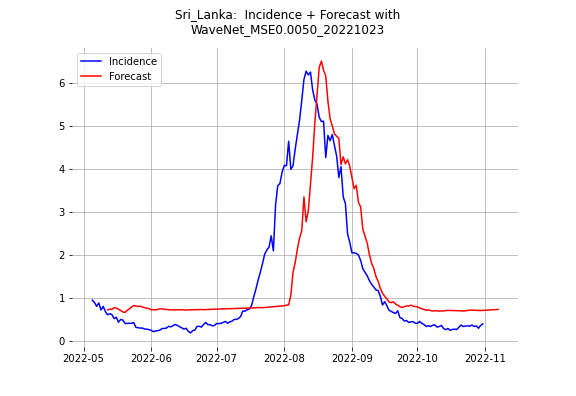 Sri_Lanka:  Incidence + Forecast with
WaveNet_MSE0.0050_20221023
Incidence
Forecast
6
5
4
3
2
1
0
2022-05 2022-06 2022-07 2022-08 2022-09 2022-10 2022-11